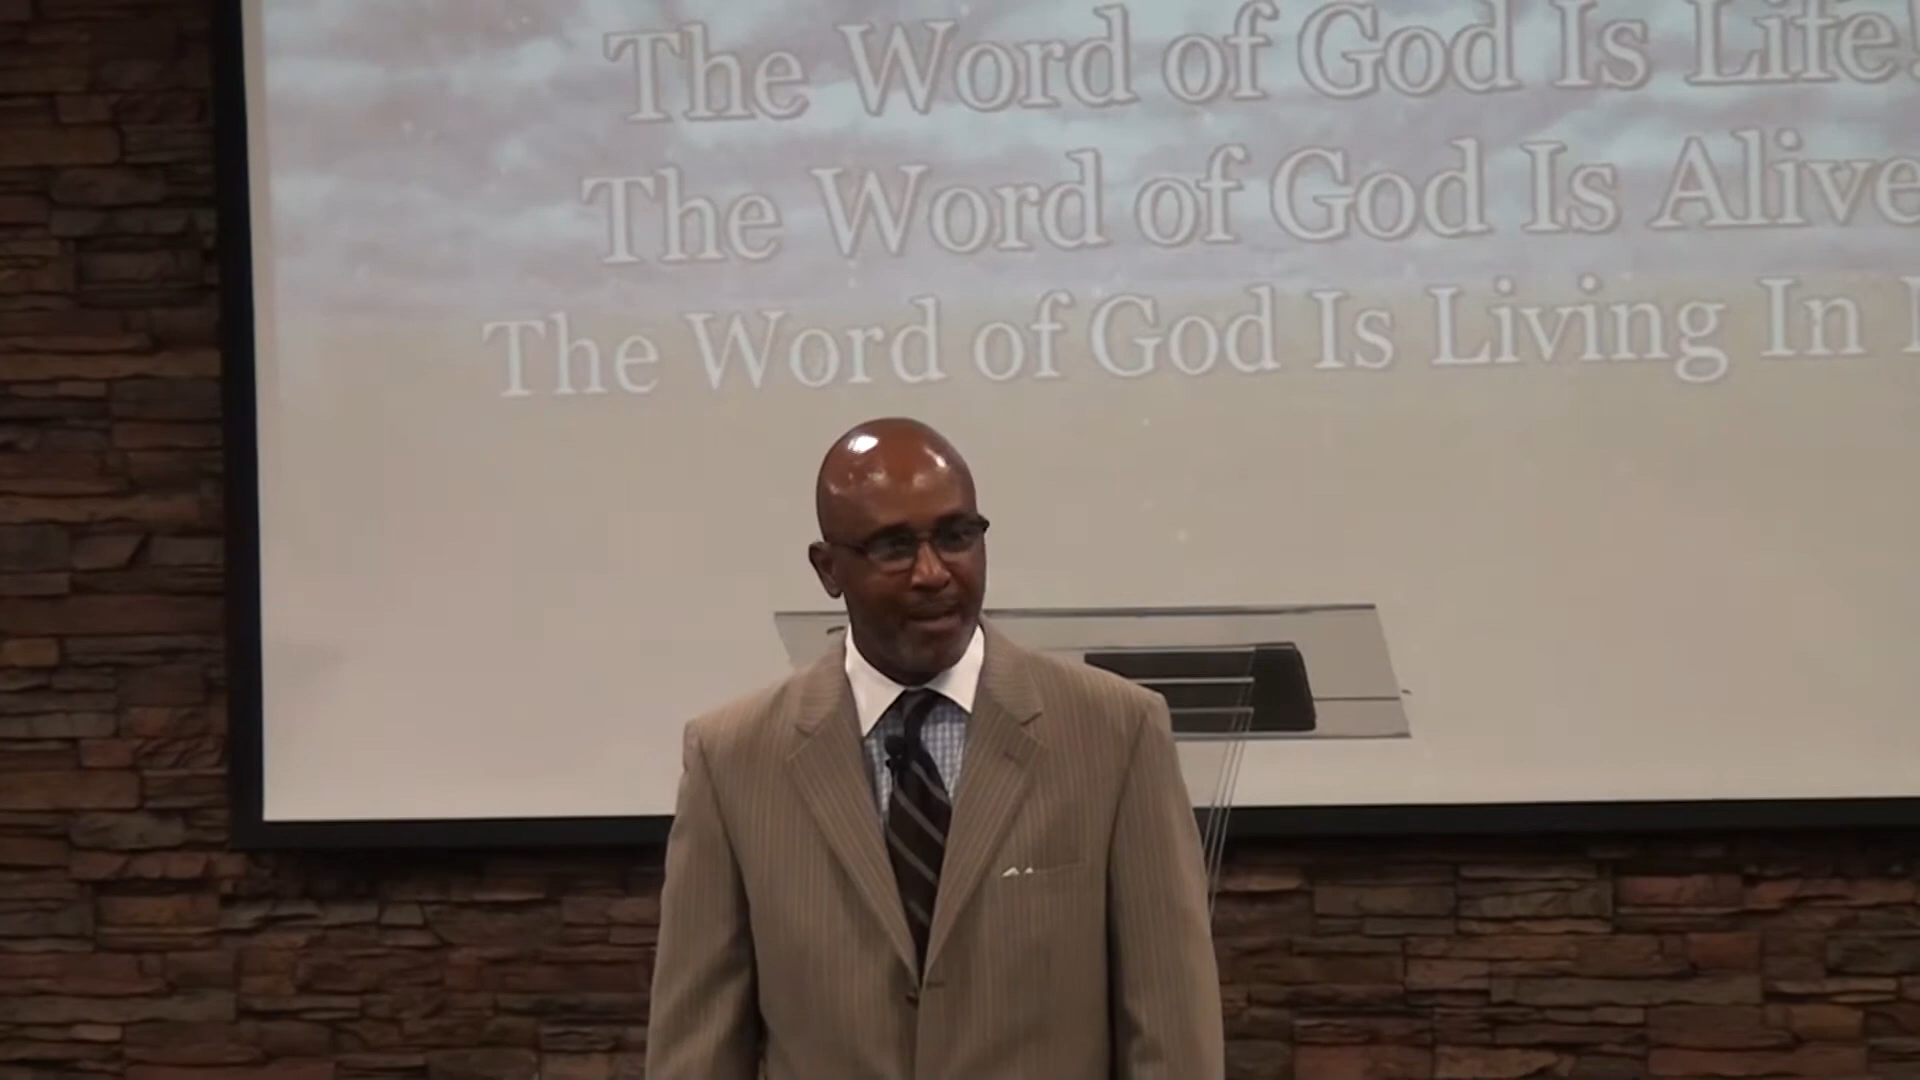 The Word of God Is Life!
The Word of God Is Alive
The Word of God Is Living In